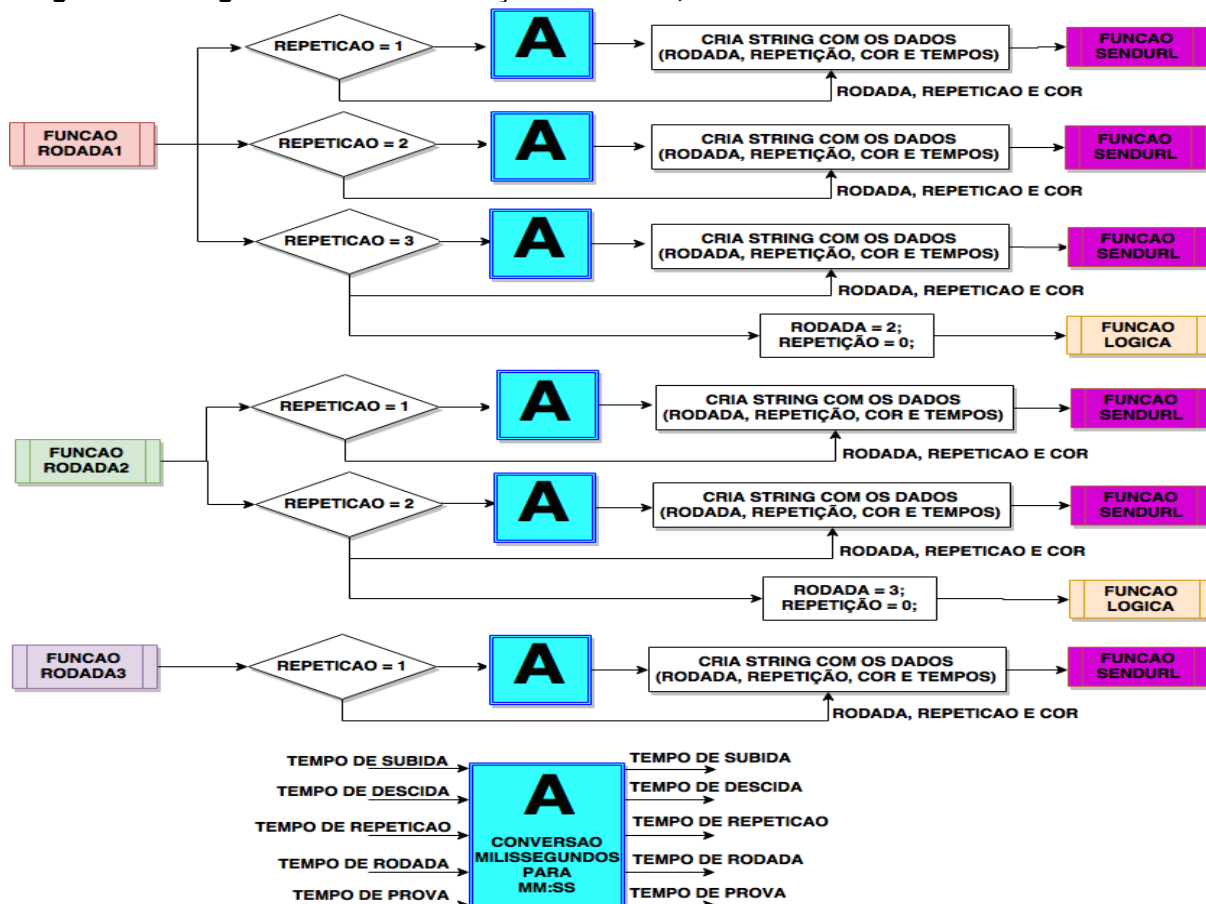 REPETICAO = 1
A
CRIA STRING COM OS DADOS
(RODADA, REPETIÇÃO, COR E TEMPOS)
FUNCAO
SENDURL
RODADA, REPETICAO E COR
FUNCAO
RODADA1
REPETICAO = 2
A
CRIA STRING COM OS DADOS
(RODADA, REPETIÇÃO, COR E TEMPOS)
FUNCAO
SENDURL
RODADA, REPETICAO E COR
REPETICAO = 3
A
CRIA STRING COM OS DADOS
(RODADA, REPETIÇÃO, COR E TEMPOS)
FUNCAO
SENDURL
RODADA, REPETICAO E COR
RODADA = 2;
REPETIÇÃO = 0;
FUNCAO
LOGICA
REPETICAO = 1
A
CRIA STRING COM OS DADOS
(RODADA, REPETIÇÃO, COR E TEMPOS)
FUNCAO
SENDURL
RODADA, REPETICAO E COR
FUNCAO
RODADA2
REPETICAO = 2
A
CRIA STRING COM OS DADOS
(RODADA, REPETIÇÃO, COR E TEMPOS)
FUNCAO
SENDURL
RODADA, REPETICAO E COR
RODADA = 3;
REPETIÇÃO = 0;
FUNCAO
LOGICA
FUNCAO
RODADA3
REPETICAO = 1
A
CRIA STRING COM OS DADOS
(RODADA, REPETIÇÃO, COR E TEMPOS)
FUNCAO
SENDURL
RODADA, REPETICAO E COR
TEMPO DE SUBIDA
TEMPO DE DESCIDA
TEMPO DE REPETICAO
TEMPO DE RODADA
TEMPO DE PROVA
A
CONVERSAO
MILISSEGUNDOS
PARA
MM:SS
TEMPO DE SUBIDA
TEMPO DE DESCIDA
TEMPO DE REPETICAO
TEMPO DE RODADA
TEMPO DE PROVA